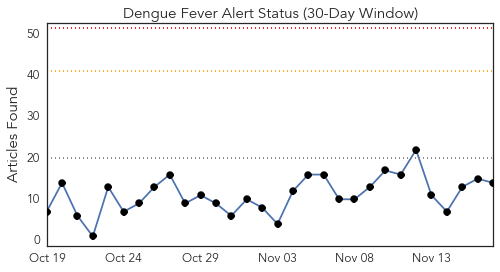 Dengue Fever Alert Status (30-Day Window)
Articles Found
50
40
30
20
10
0
Oct 19
Oct 24
Oct 29
Nov 03
Nov 08
Nov 13